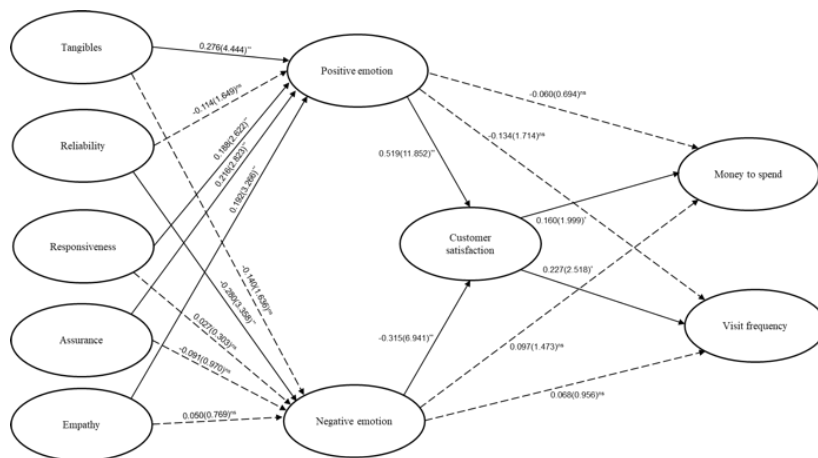 Tangibles
Reliability
Responsiveness
Assurance
Empathy
Positive emotion
Negative emotion
Customer
satisfaction
Money to spend
Visit frequency
0.276(4.444)**
-0.114(1.649)ns
0.188(2.622)**
0.216(2.823)**
0.192(3.266)**
-0.140(1.636)ns
-0.280(3.358)**
0.027(0.303)ns
-0.091(0.970)ns
0.050(0.769)ns
0.519(11.852)**
-0.315(6.941)**
-0.060(0.694)ns
-0.134(1.714)ns
0.160(1.999)*
0.227(2.518)*
0.097(1.473)ns
0.068(0.956)ns